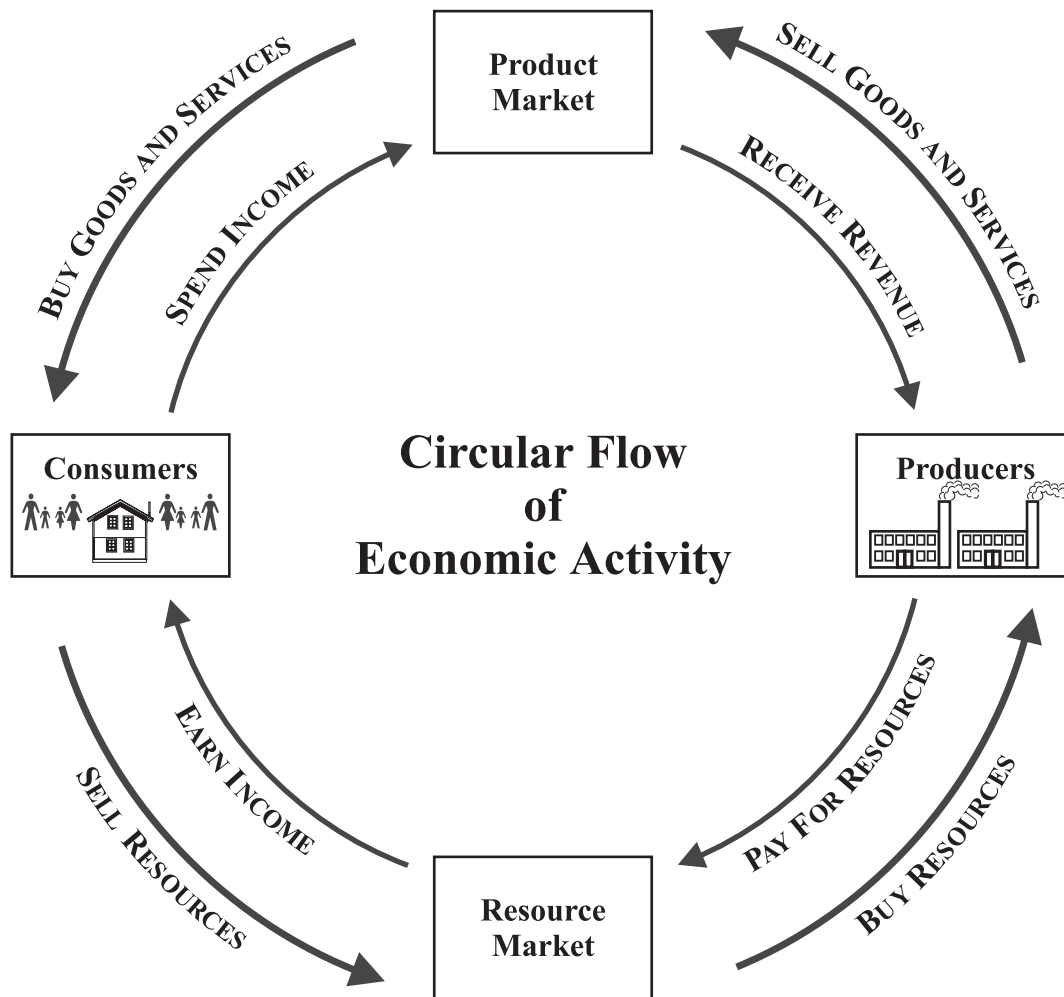 Product
Market
SELL GOODS AND SERVICES
BUY GOODS AND SERVICES
SPEND INCOME
RECEIVE REVENUE
Consumers
Circular Flow
of
Economic Activity
Producers
EARN INCOME
SELL RESOURCES
PAY FOR RESOURCES
BUY RESOURCES
Resource
Market